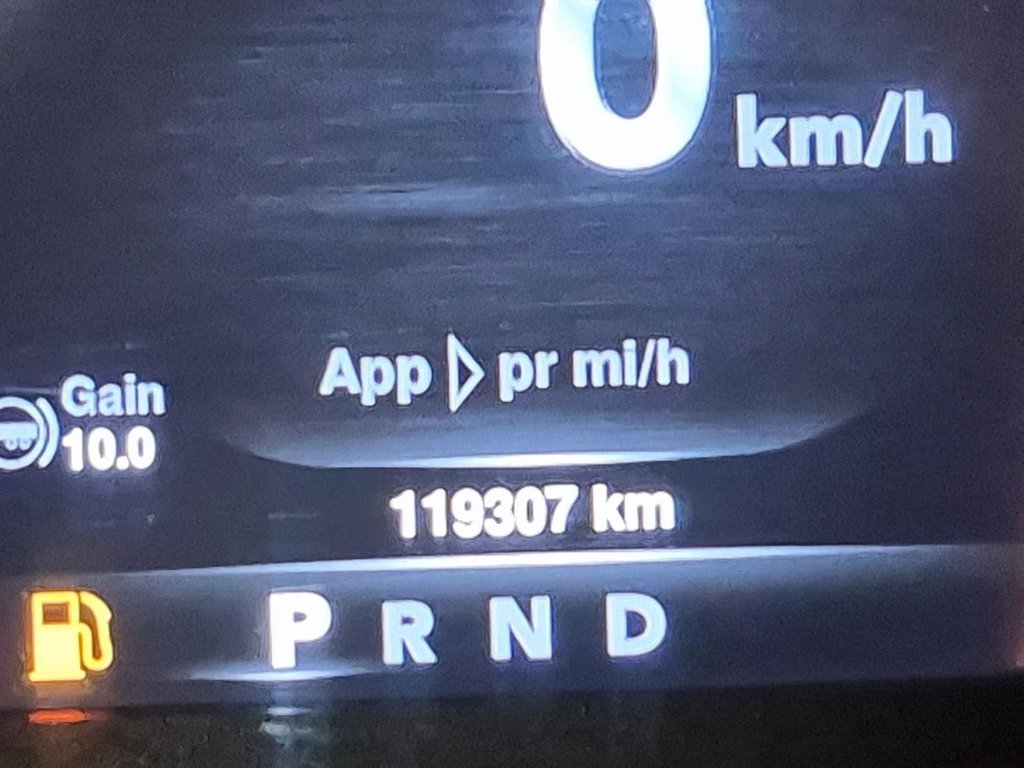 0 km/h
App ▷ pr mi/h
Gain
10.0
119307 km
P R N D